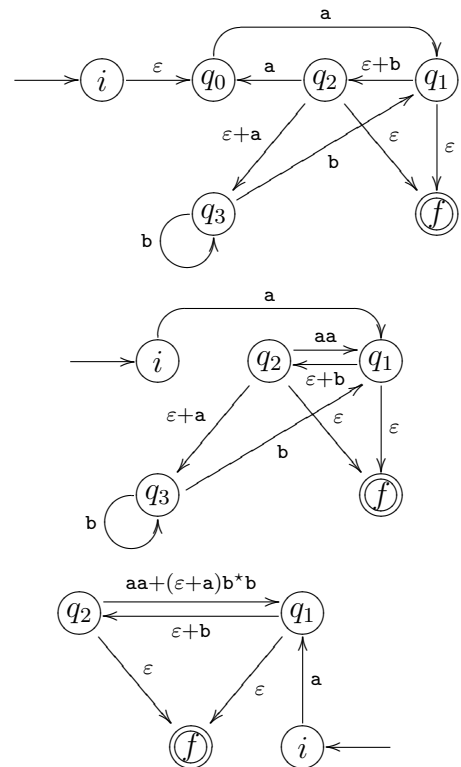 a
i ε q₀ a q₂ ε+b q₁
ε+a b ε ε
b q₃ f
a
i q₂ aa q₁
ε+b
ε+a b ε ε
b q₃ f
q₂ aa+(ε+a)b*b q₁
ε+b
ε ε a
f i